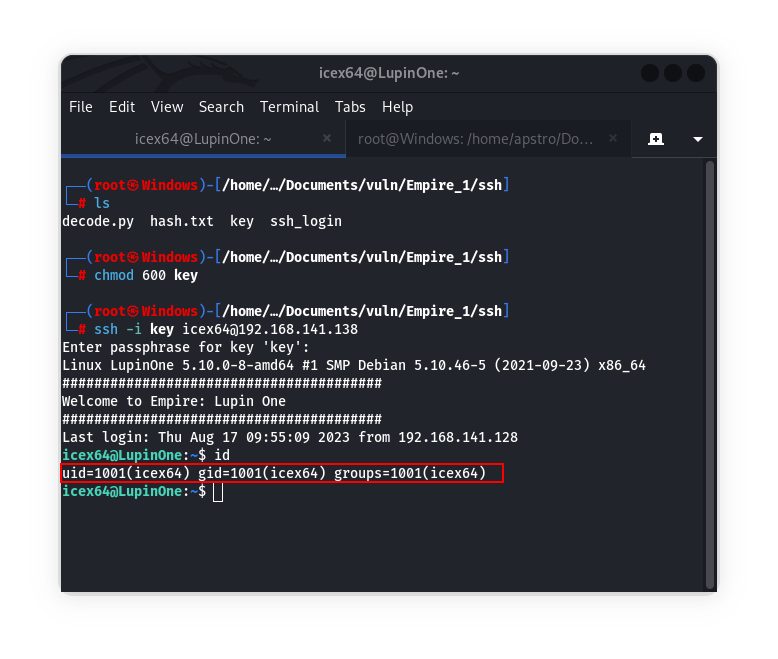 icex64@LupinOne: ~
File Edit View Search Terminal Tabs Help
icex64@LupinOne: ~ × root@Windows: /home/apstro/Do... ×
┌──(root㉿Windows)-[/home/…/Documents/vuln/Empire_1/ssh]
└─# ls
decode.py  hash.txt  key  ssh_login
┌──(root㉿Windows)-[/home/…/Documents/vuln/Empire_1/ssh]
└─# chmod 600 key
┌──(root㉿Windows)-[/home/…/Documents/vuln/Empire_1/ssh]
└─# ssh -i key icex64@192.168.141.138
Enter passphrase for key 'key':
Linux LupinOne 5.10.0-8-amd64 #1 SMP Debian 5.10.46-5 (2021-09-23) x86_64
########################################
Welcome to Empire: Lupin One
########################################
Last login: Thu Aug 17 09:55:09 2023 from 192.168.141.128
icex64@LupinOne:~$ id
uid=1001(icex64) gid=1001(icex64) groups=1001(icex64)
icex64@LupinOne:~$